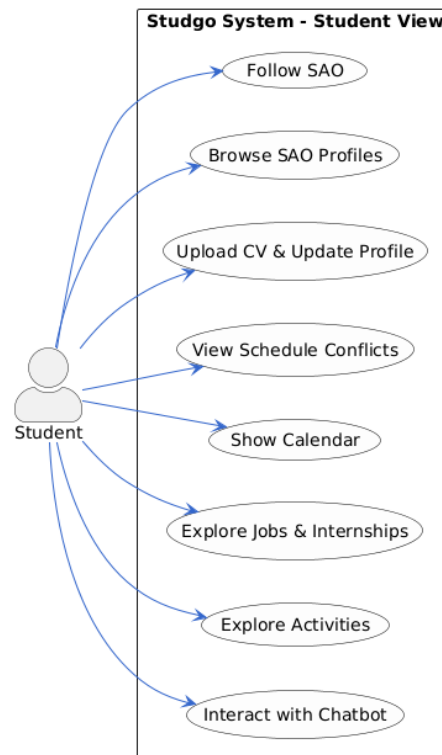 Studgo System - Student View
Follow SAO
Browse SAO Profiles
Upload CV & Update Profile
View Schedule Conflicts
Student
Show Calendar
Explore Jobs & Internships
Explore Activities
Interact with Chatbot